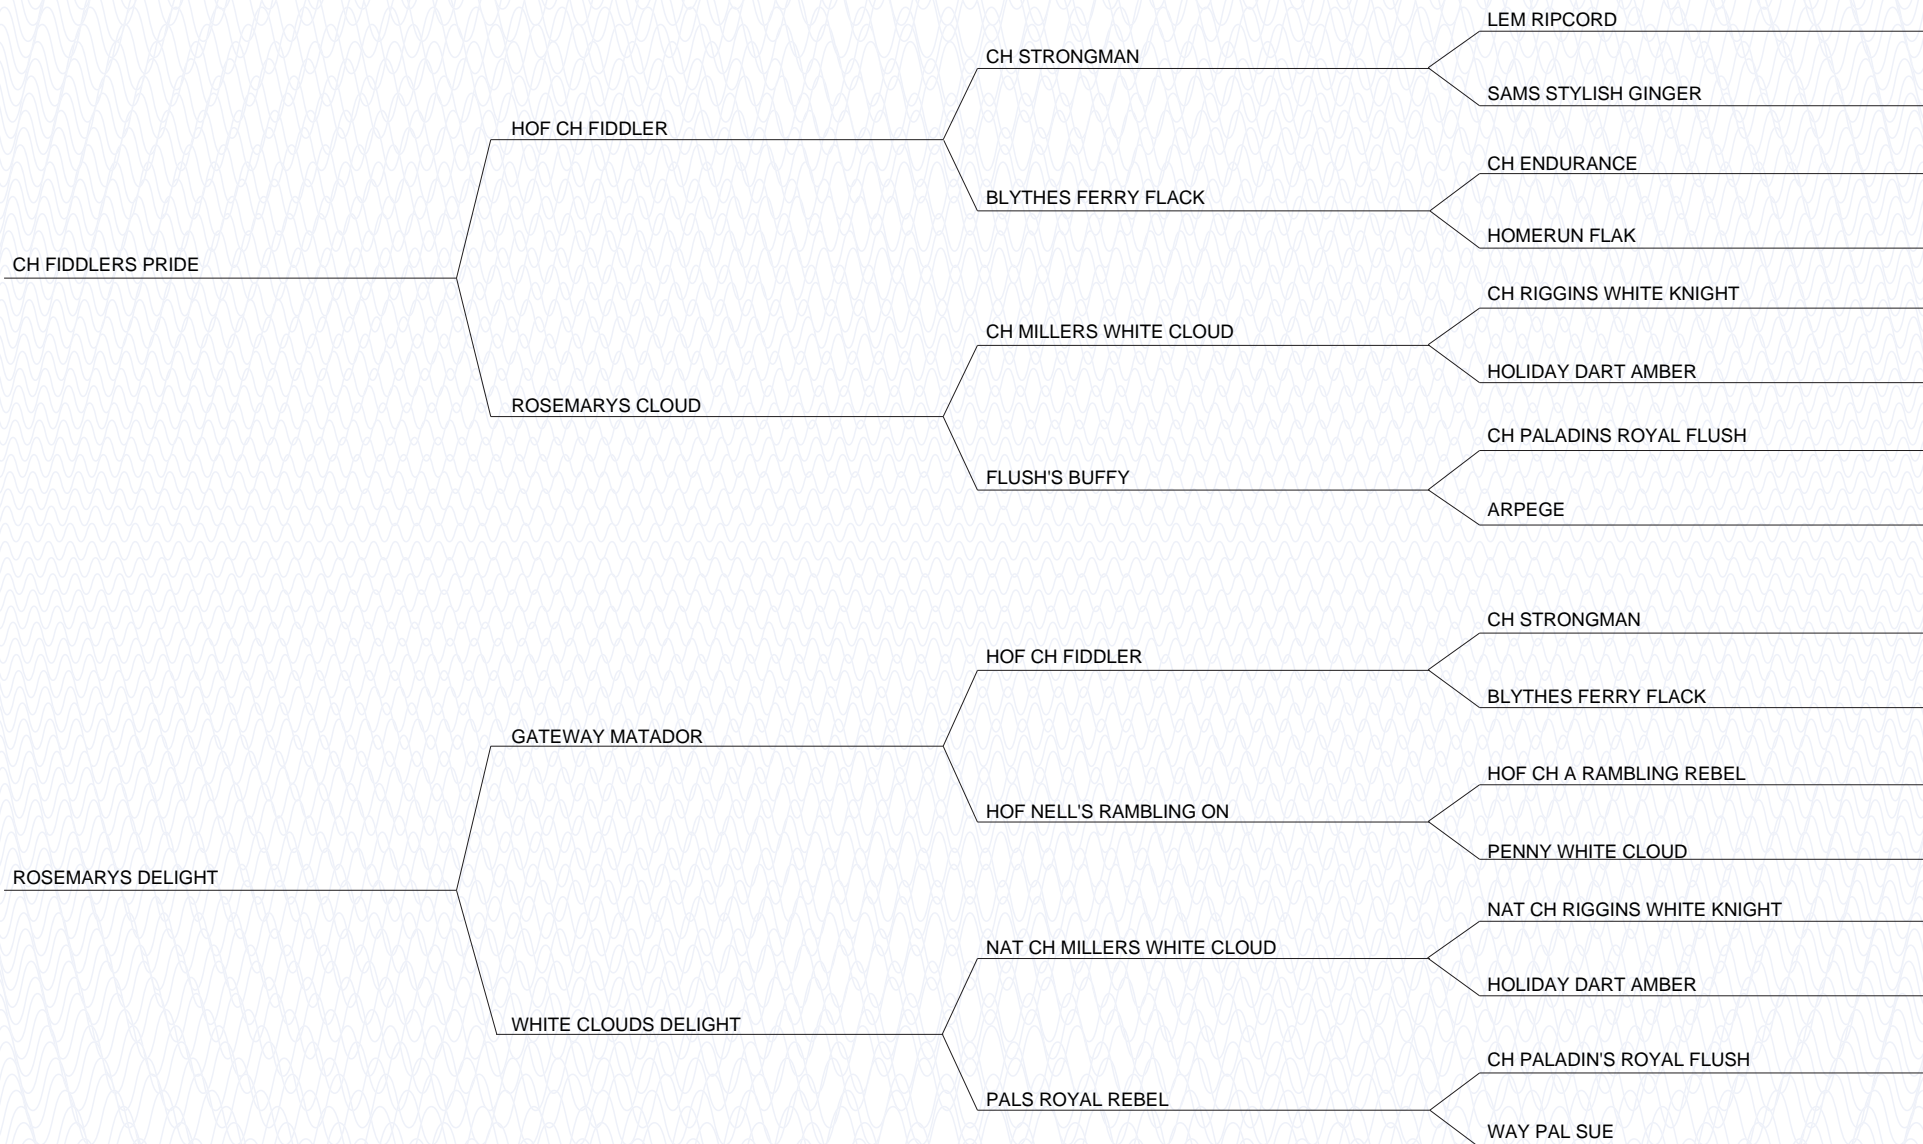 LEM RIPCORD
CH STRONGMAN
SAMS STYLISH GINGER
HOF CH FIDDLER
CH ENDURANCE
BLYTHES FERRY FLACK
HOMERUN FLAK
CH FIDDLERS PRIDE
CH RIGGINS WHITE KNIGHT
CH MILLERS WHITE CLOUD
HOLIDAY DART AMBER
ROSEMARYS CLOUD
CH PALADINS ROYAL FLUSH
FLUSH'S BUFFY
ARPEGE
CH STRONGMAN
HOF CH FIDDLER
BLYTHES FERRY FLACK
GATEWAY MATADOR
HOF CH A RAMBLING REBEL
HOF NELL'S RAMBLING ON
PENNY WHITE CLOUD
ROSEMARYS DELIGHT
NAT CH RIGGINS WHITE KNIGHT
NAT CH MILLERS WHITE CLOUD
HOLIDAY DART AMBER
WHITE CLOUDS DELIGHT
CH PALADIN'S ROYAL FLUSH
PALS ROYAL REBEL
WAY PAL SUE